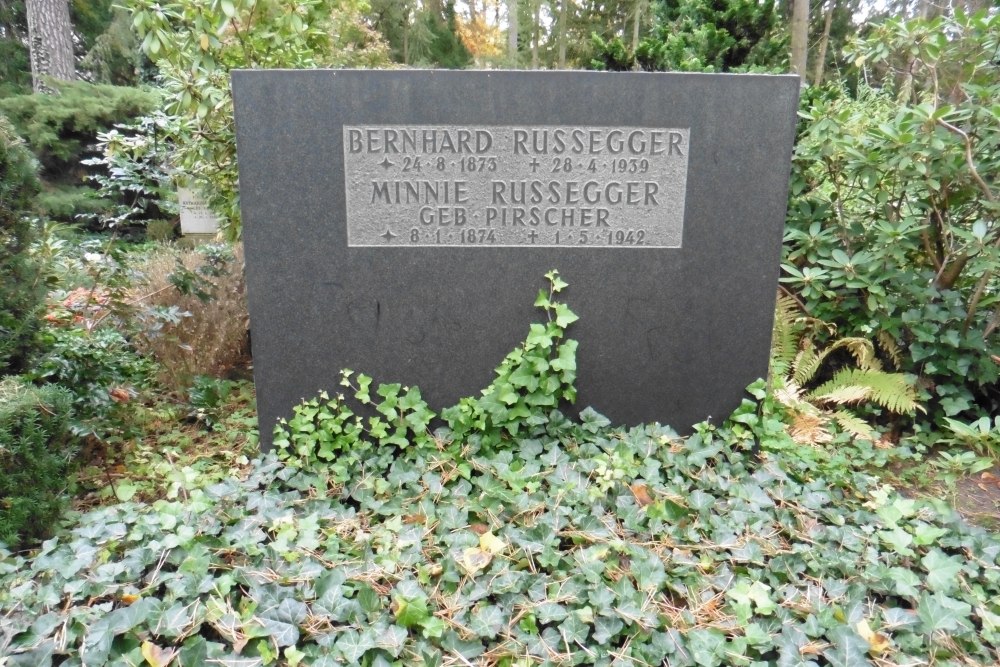 BERNHARD RUSSEGGER
✦ 24·8·1873 ✝ 28·4·1939
MINNIE RUSSEGGER
GEB PIRSCHER
✦ 8·1·1874 ✝ 1·5·1942